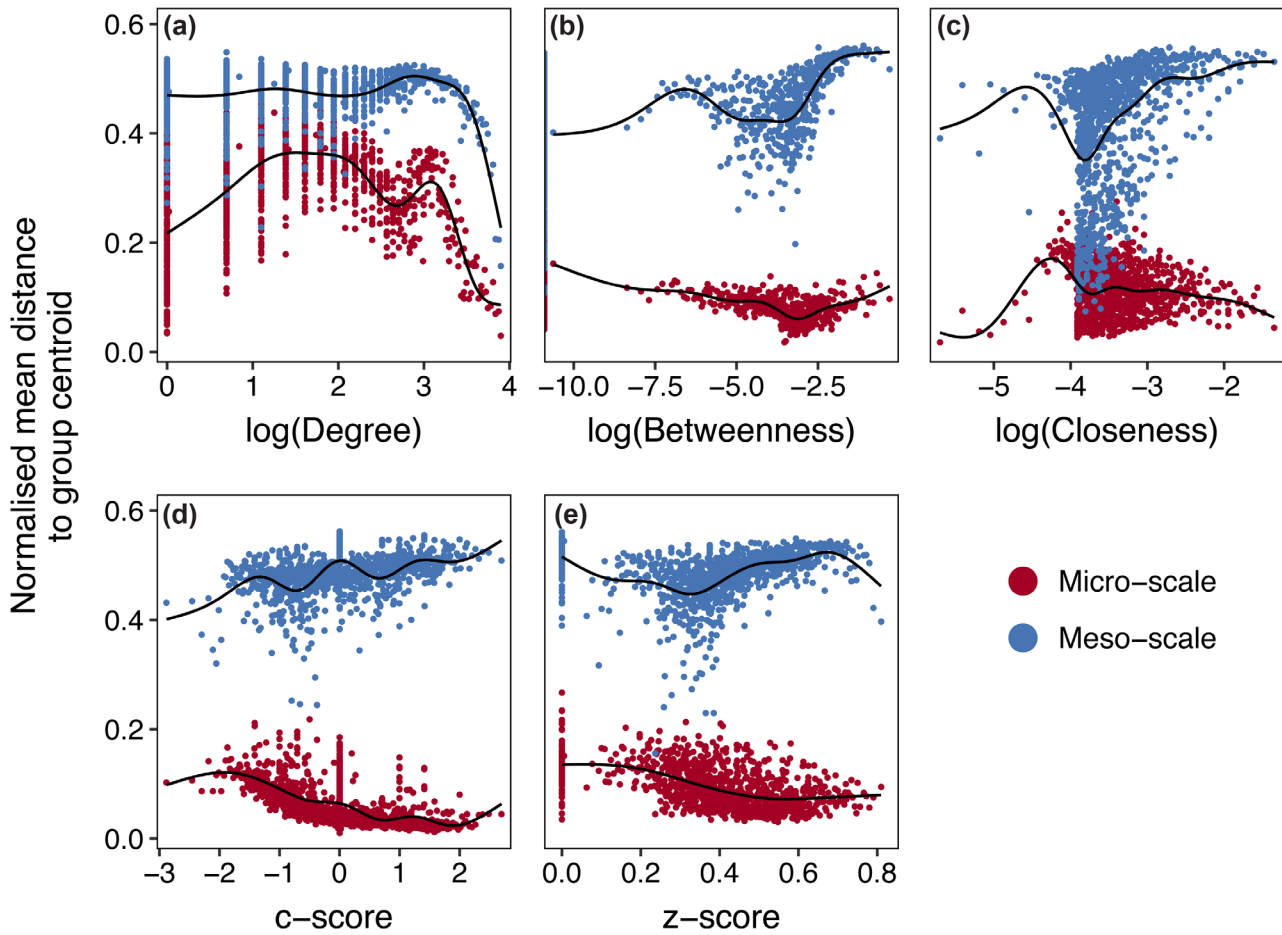 Normalised mean distance
to group centroid
(a)
(b)
(c)
0.6
0.4
0.2
0.0
0 1 2 3 4
−10.0 −7.5 −5.0 −2.5
−5 −4 −3 −2
log(Degree)
log(Betweenness)
log(Closeness)
(d)
(e)
0.6
0.4
0.2
0.0
−3 −2 −1 0 1 2
0.0 0.2 0.4 0.6 0.8
c−score
z−score
Micro−scale
Meso−scale